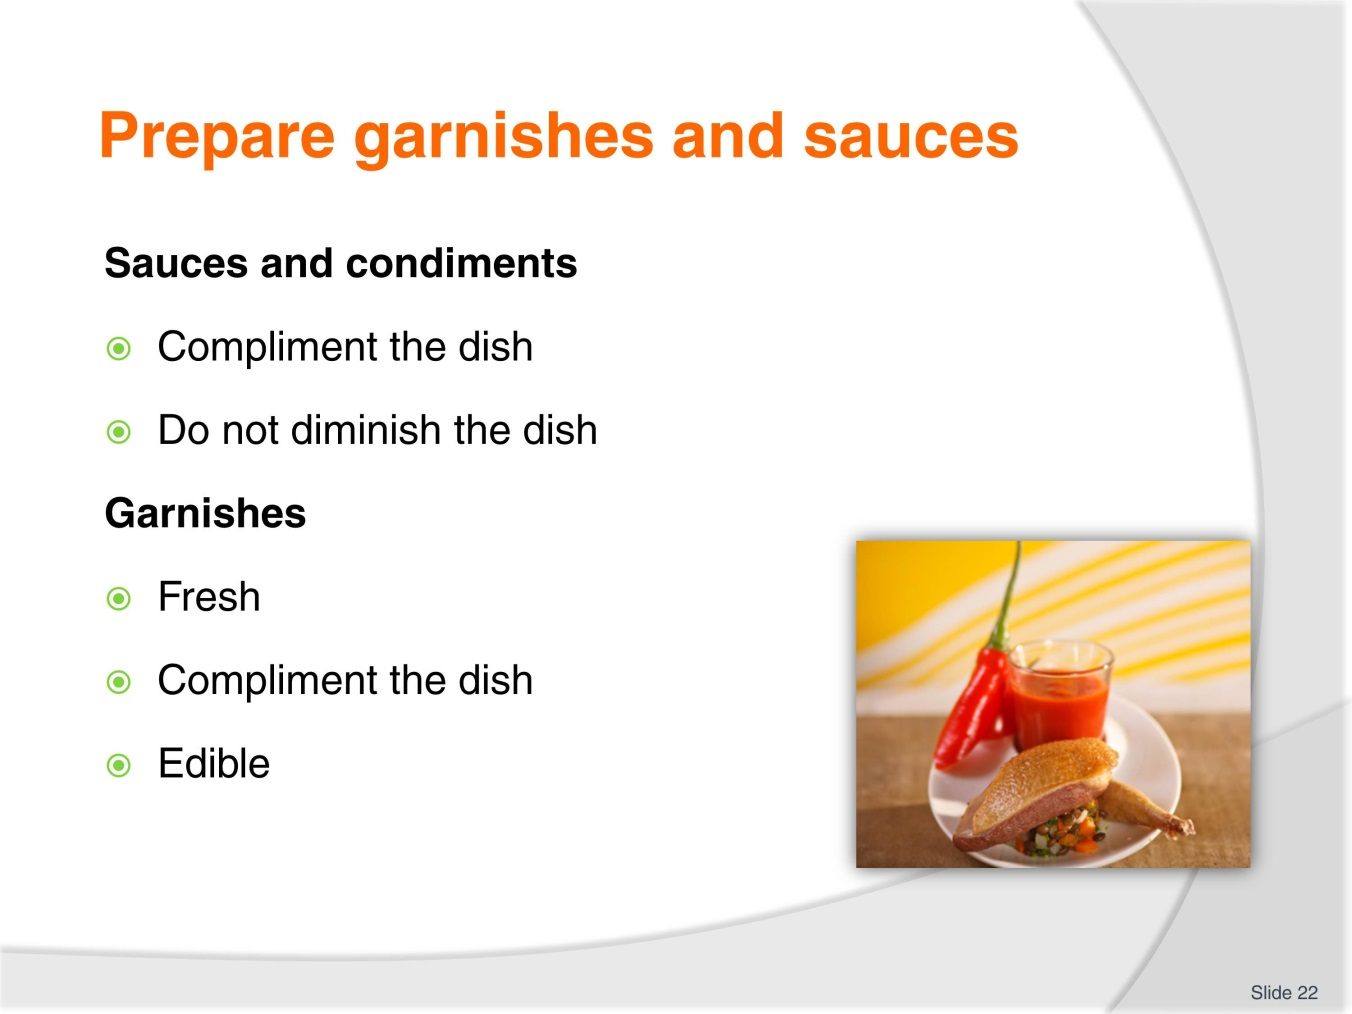 Prepare garnishes and sauces
Sauces and condiments
Compliment the dish
Do not diminish the dish
Garnishes
Fresh
Compliment the dish
Edible
Slide 22